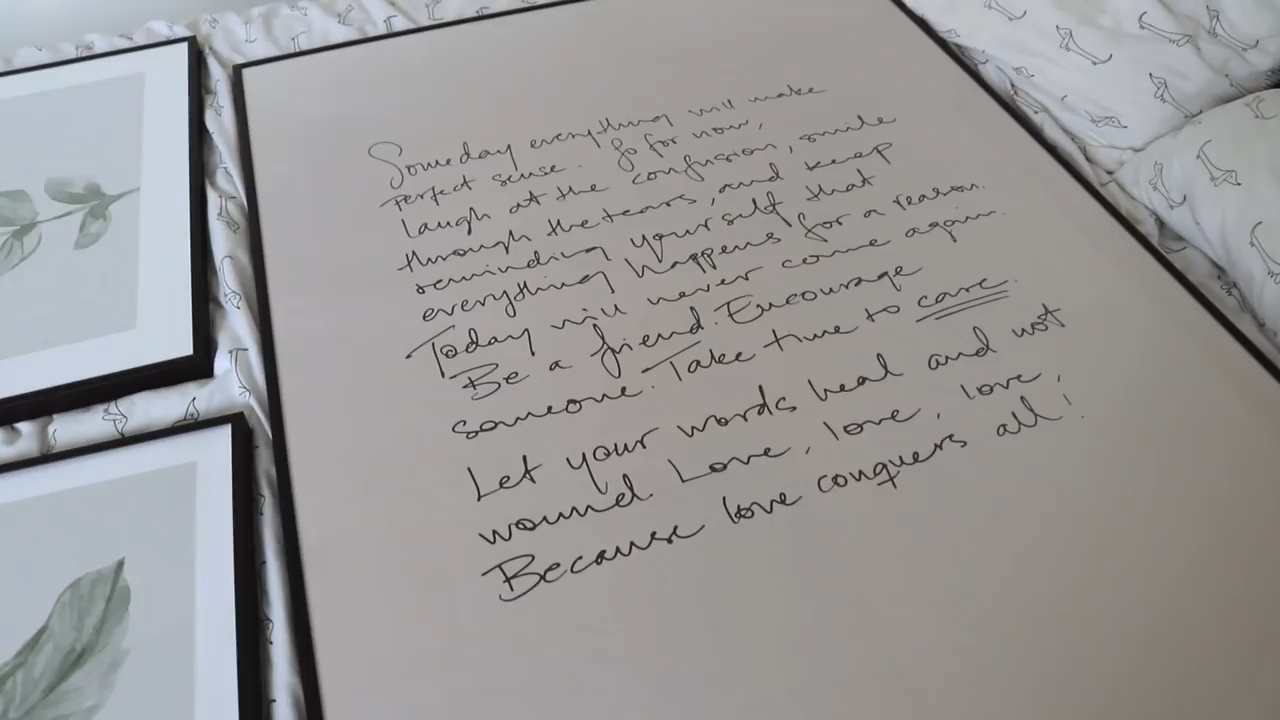 Someday everything will make
perfect sense. So for now,
laugh at the confusion, smile
through the tears, and keep
reminding yourself that
everything happens for a reason.
Today will never come again.
Be a friend. Encourage
someone. Take time to care.
Let your words heal and not
wound. Love, love, love,
Because love conquers all!